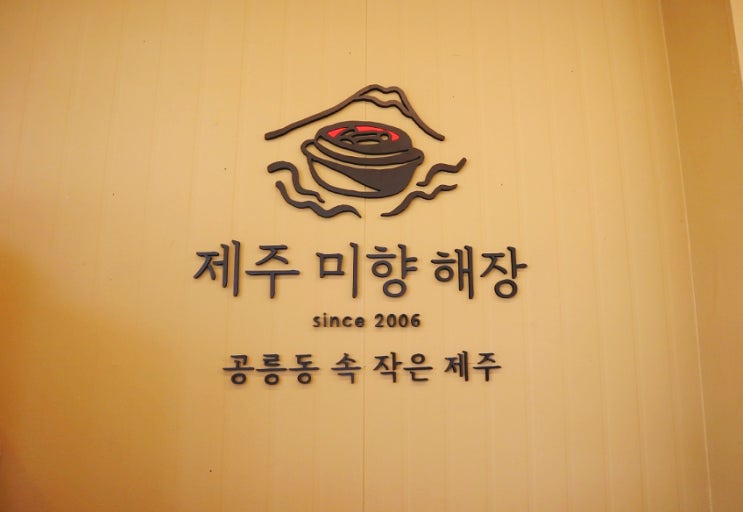 제주 미향 해장
since 2006
공릉동 속 작은 제주